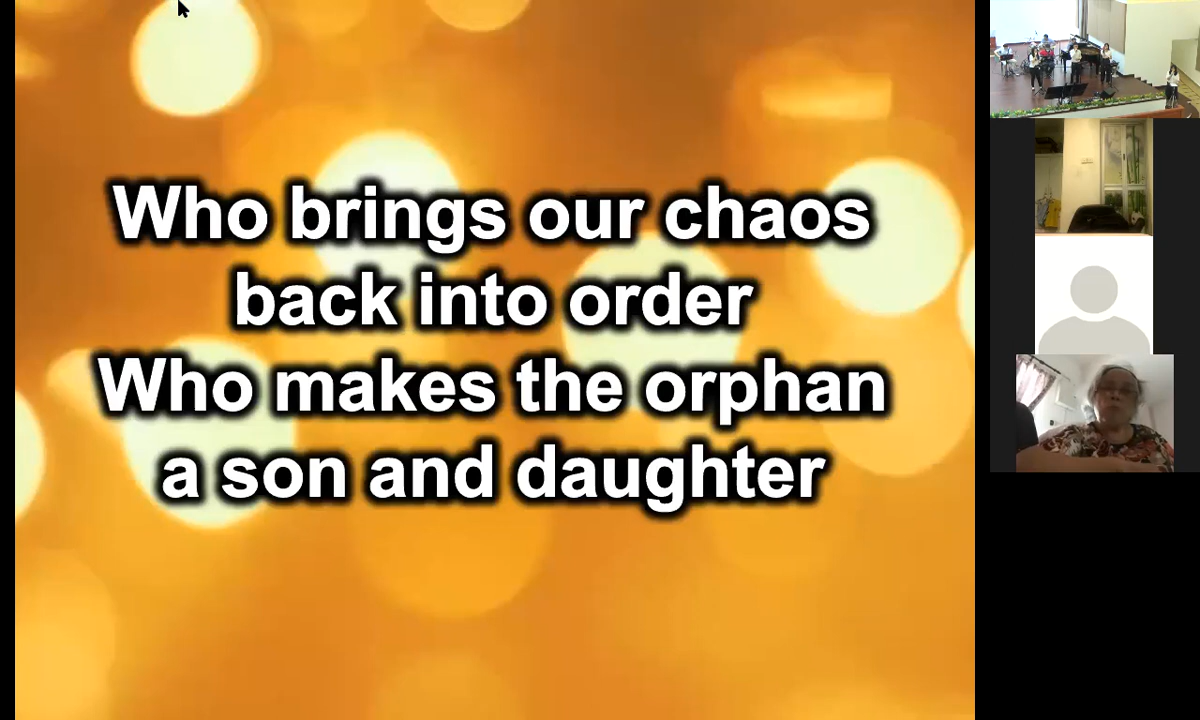 Who brings our chaos
back into order
Who makes the orphan
a son and daughter